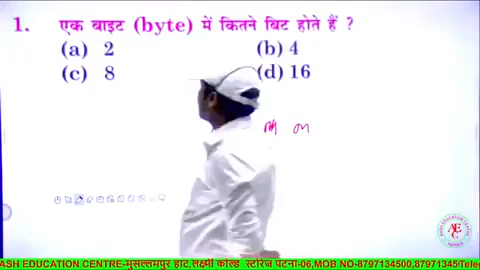 1. एक बाइट (byte) में कितने बिट होते हैं ?
(a) 2 (b) 4
(c) 8 (d) 16
ASH EDUCATION CENTRE-मुसल्लमपुर हाट,लक्ष्मी कोल्ड स्टोरेज पटना-06,MOB NO-8797134500,87971345